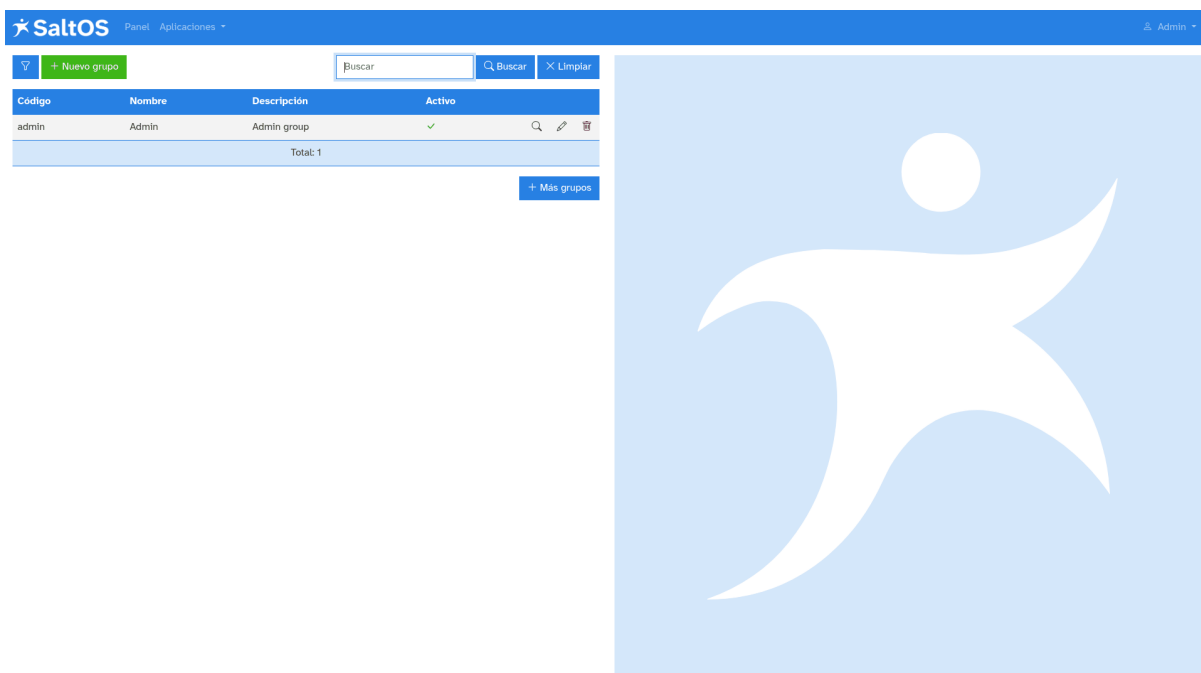 SaltOS Panel Aplicaciones Admin
+ Nuevo grupo Buscar Buscar Limpiar
Código Nombre Descripción Activo
admin Admin Admin group
Total: 1
+ Más grupos